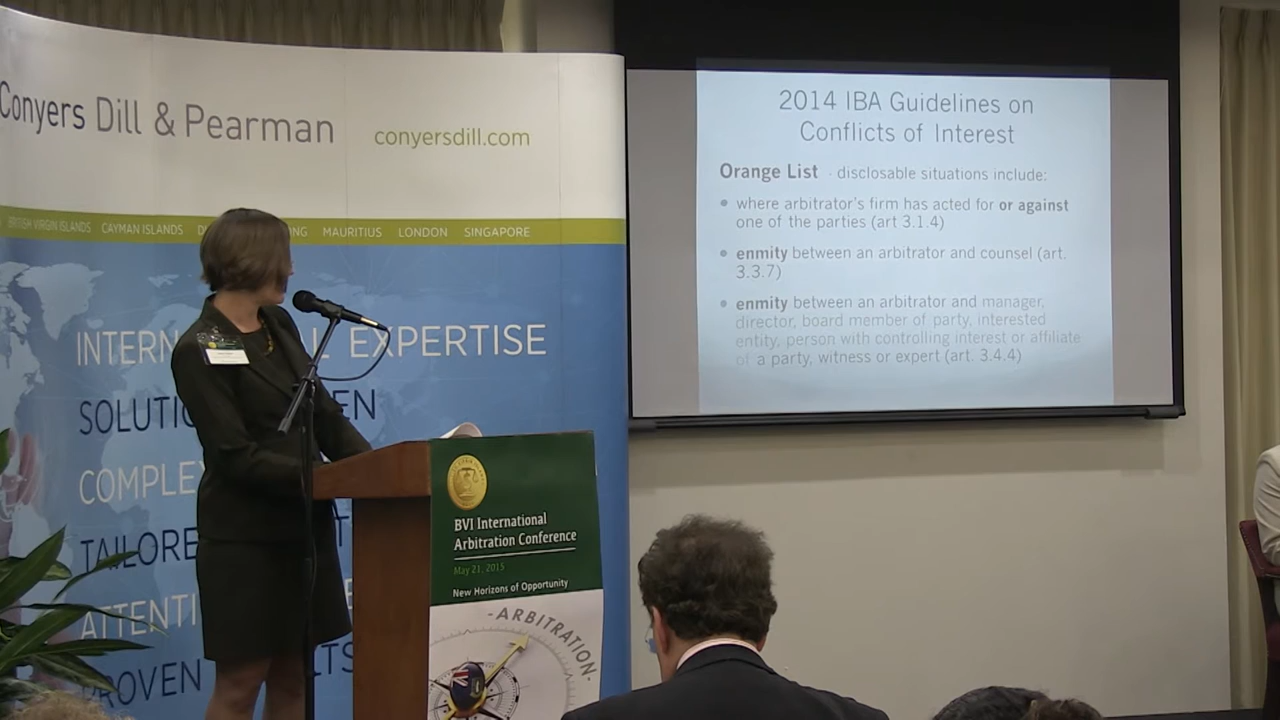 Conyers Dill & Pearman
conyersdill.com
BRITISH VIRGIN ISLANDS CAYMAN ISLANDS MAURITIUS LONDON SINGAPORE
INTERN L EXPERTISE
SOLUTIO EN
COMPLE
TAILORE T
ATTENTI E
PROVEN LTS
2014 IBA Guidelines on
Conflicts of Interest
Orange List - disclosable situations include:
• where arbitrator's firm has acted for or against
one of the parties (art 3.1.4)
• enmity between an arbitrator and counsel (art.
3.3.7)
• enmity between an arbitrator and manager,
director, board member of party, interested
entity, person with controlling interest or affiliate
of a party, witness or expert (art. 3.4.4)
BVI International
Arbitration Conference
May 21, 2015
New Horizons of Opportunity
-ARBITRATION-